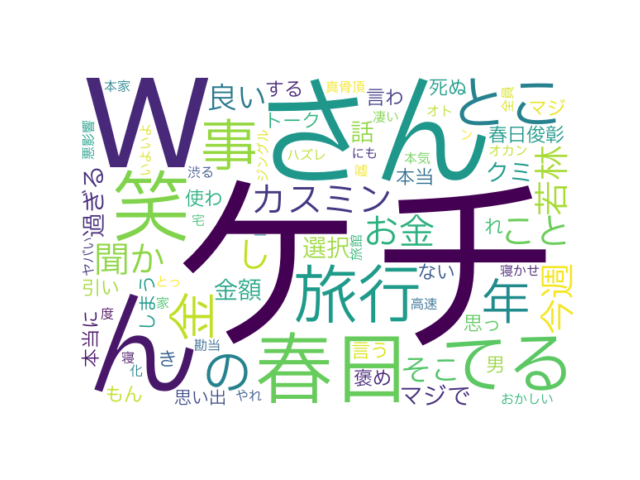 本家
W
さん
とこ
真骨頂
死ぬ
全員
良い
する
言わ
オト
マジ
トーク
凄い
ン
悪影響
いよいよ
事
ジングル
話
春日俊彰
ハズレ
にも
本気
オカン
若林
渋る
笑
嘘
本当
クミ
過ぎる
使わ
カスミン
ケチ
宅
お金
れ
こと
聞か
し
選択
旅館
ヤバい
とっ
旅行
ない
寝かせ
今週
引い
しまう
金
金額
年
家
高速
本当に
度
ん
思っ
寝
き
勘当
言う
化
の
春日
そこ
てる
男
褒め
もん
思い出
やれ
マジで
おかしい